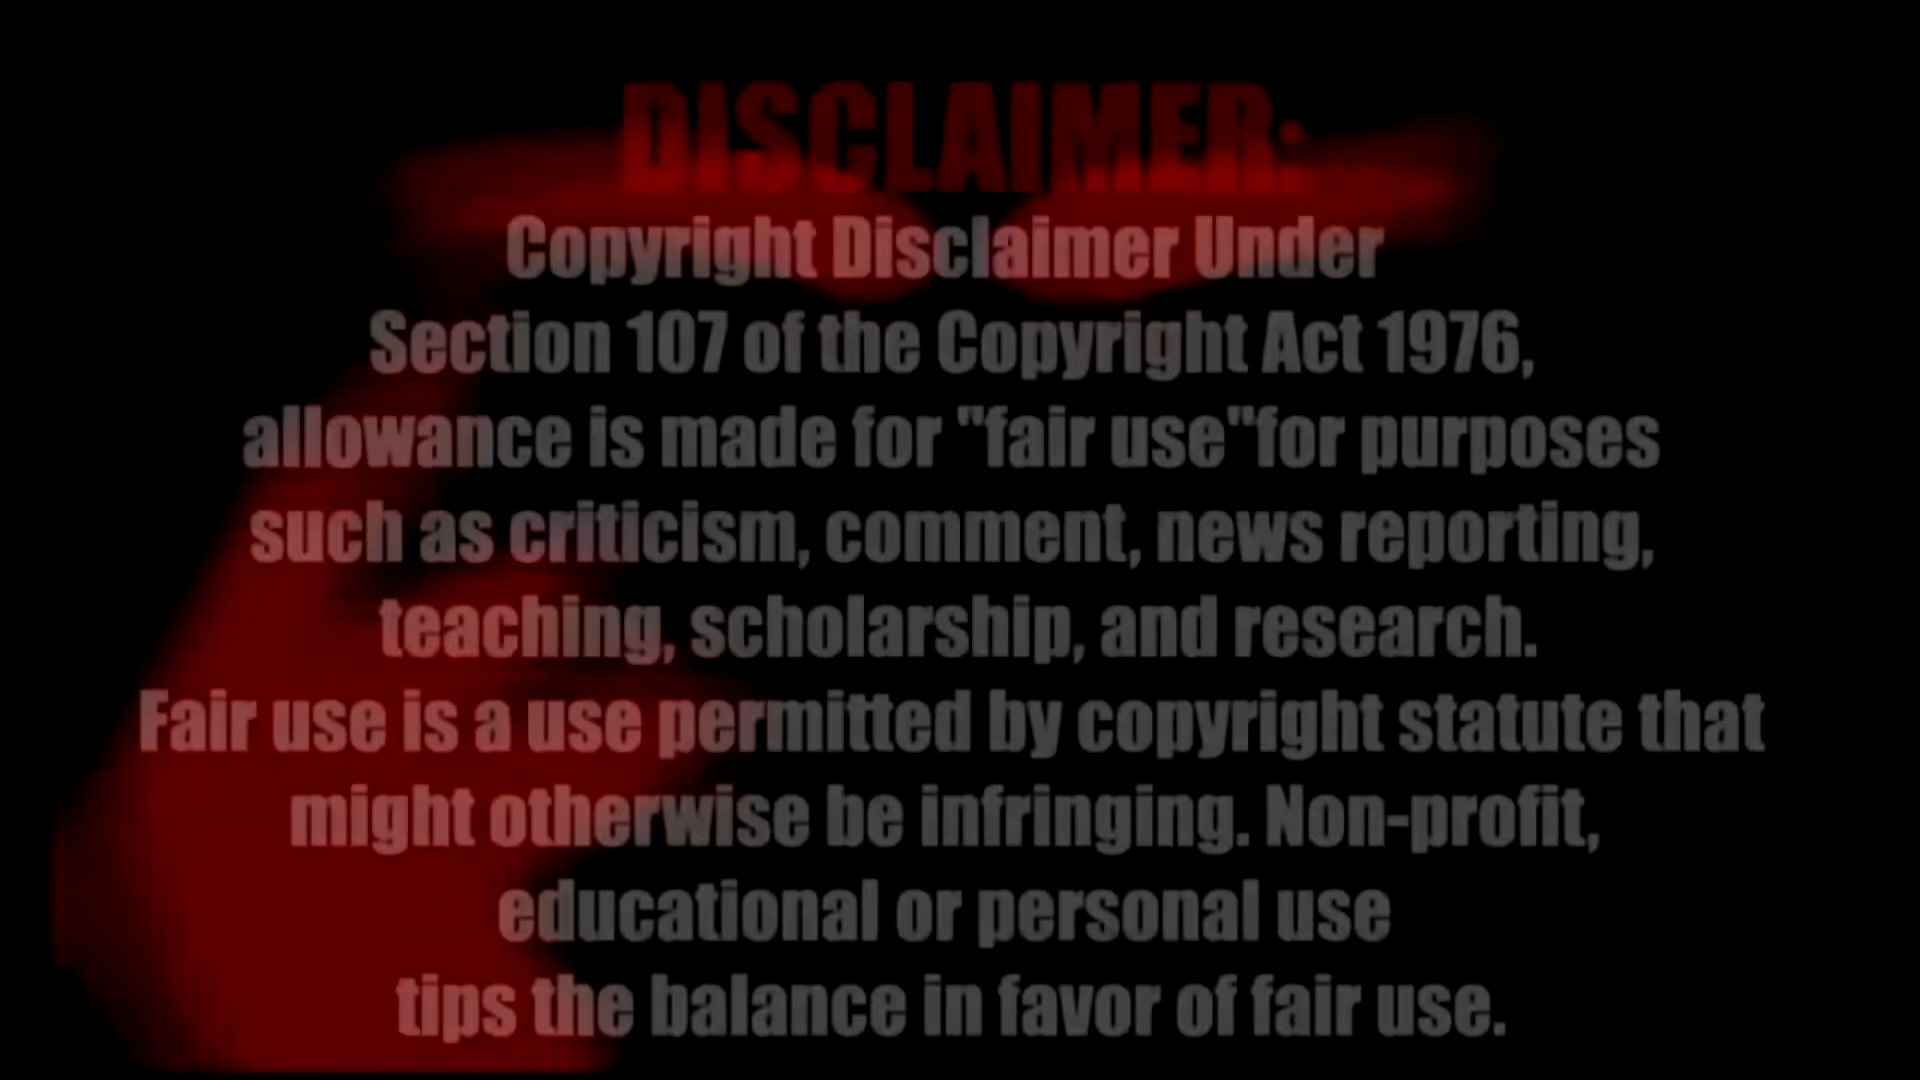 DISCLAIMER:
Copyright Disclaimer Under
Section 107 of the Copyright Act 1976,
allowance is made for "fair use"for purposes
such as criticism, comment, news reporting,
teaching, scholarship, and research.
Fair use is a use permitted by copyright statute that
might otherwise be infringing. Non-profit,
educational or personal use
tips the balance in favor of fair use.